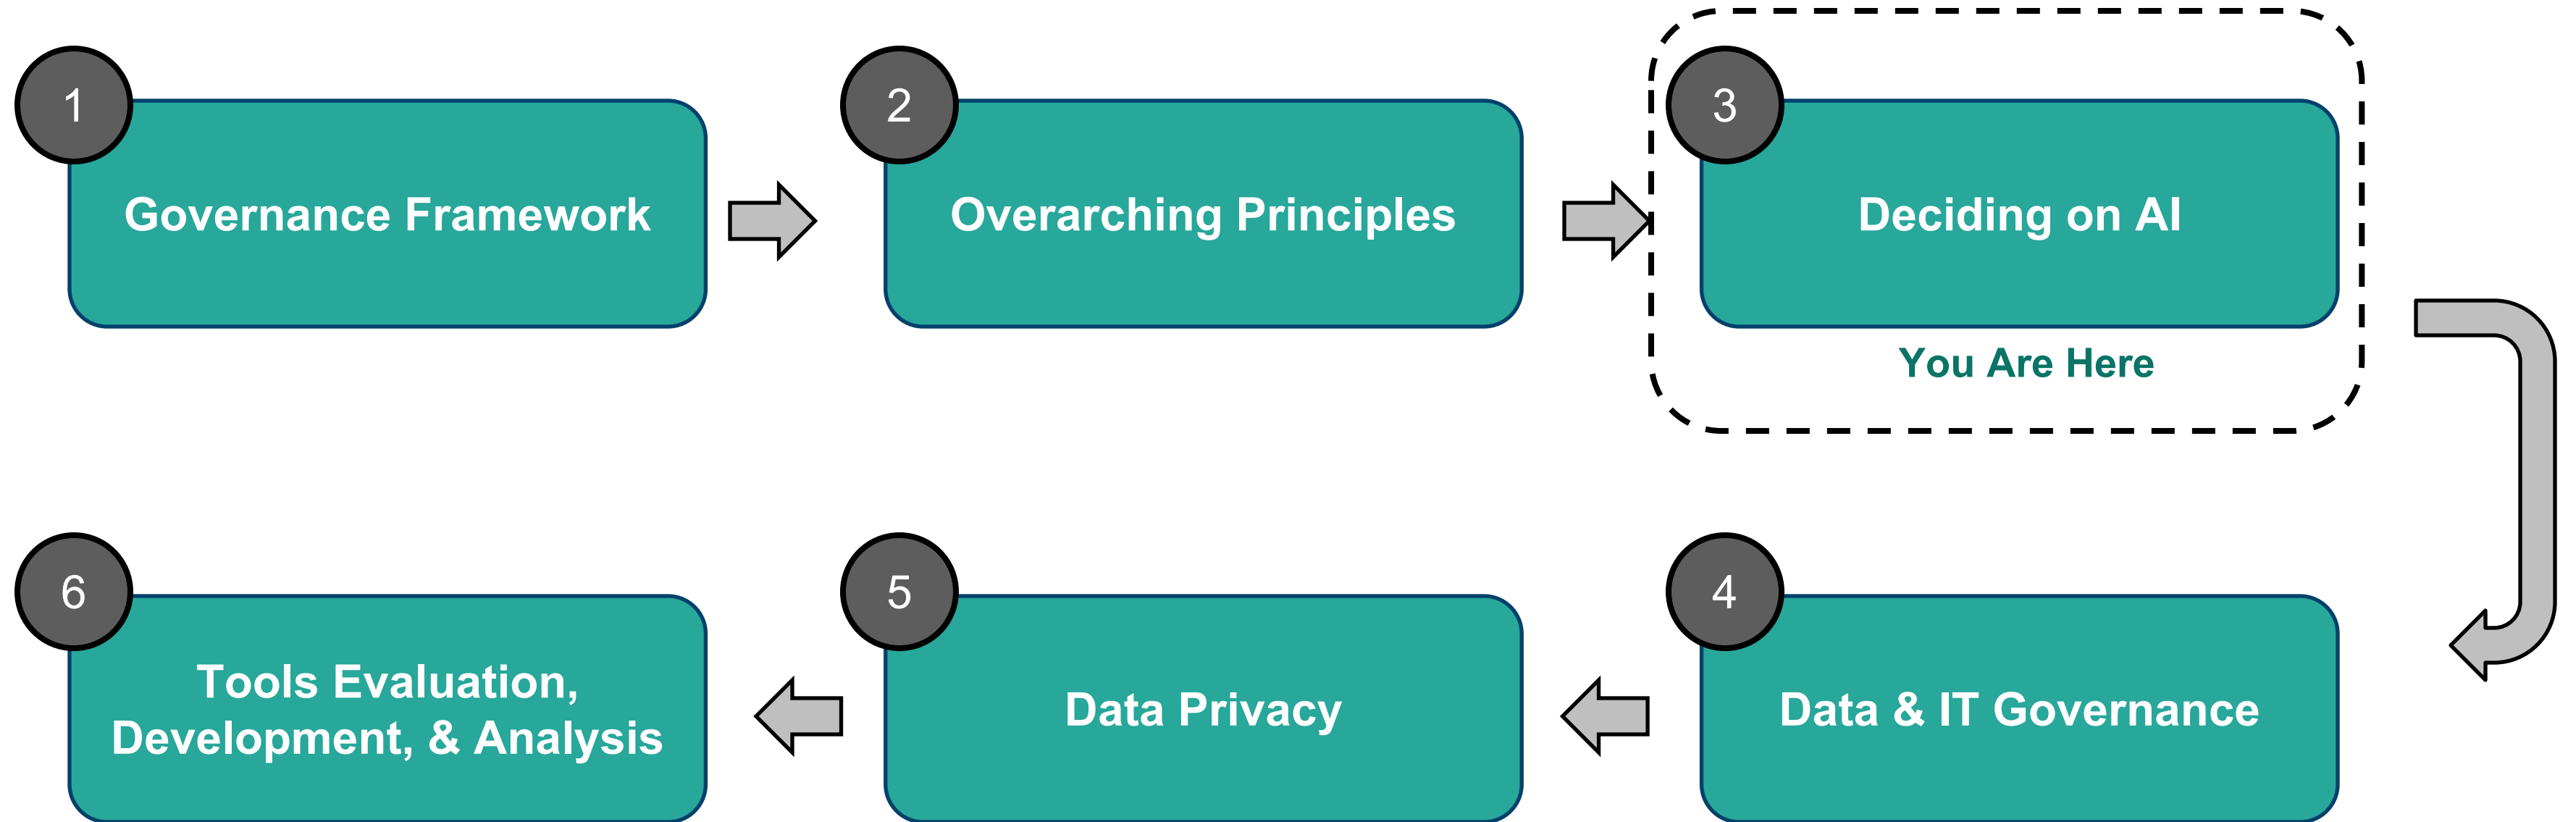 1
Governance Framework
2
Overarching Principles
3
Deciding on AI
You Are Here
4
Data & IT Governance
5
Data Privacy
6
Tools Evaluation,
Development, & Analysis